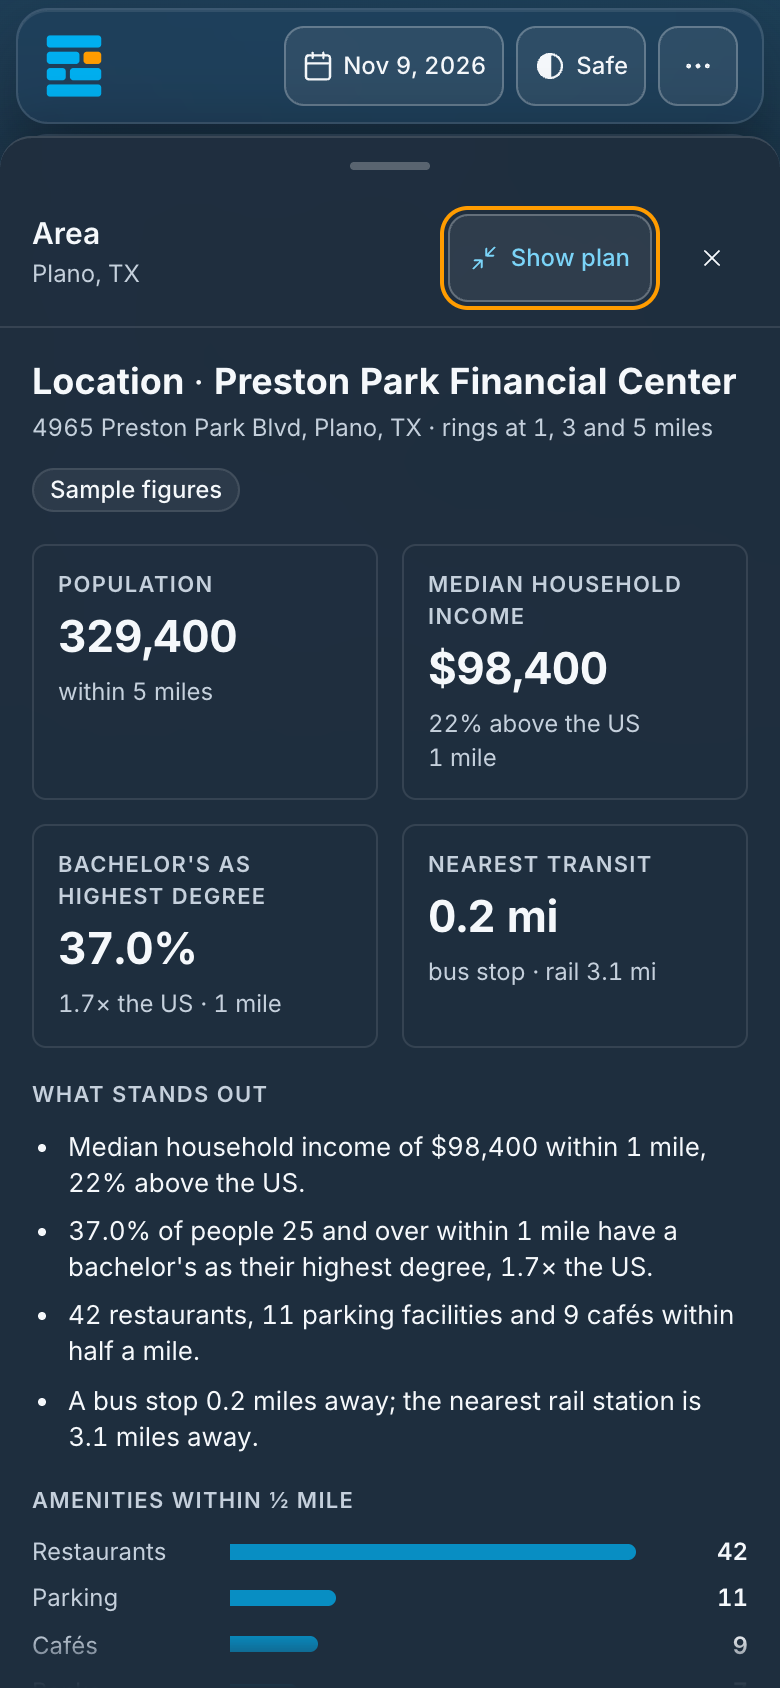 Nov 9, 2026
Safe
Area
Plano, TX
Show plan
Location · Preston Park Financial Center
4965 Preston Park Blvd, Plano, TX · rings at 1, 3 and 5 miles
Sample figures
POPULATION
329,400
within 5 miles
MEDIAN HOUSEHOLD
INCOME
$98,400
22% above the US
1 mile
BACHELOR'S AS
HIGHEST DEGREE
37.0%
1.7× the US · 1 mile
NEAREST TRANSIT
0.2 mi
bus stop · rail 3.1 mi
WHAT STANDS OUT
• Median household income of $98,400 within 1 mile,
22% above the US.
• 37.0% of people 25 and over within 1 mile have a
bachelor's as their highest degree, 1.7× the US.
• 42 restaurants, 11 parking facilities and 9 cafés within
half a mile.
• A bus stop 0.2 miles away; the nearest rail station is
3.1 miles away.
AMENITIES WITHIN ½ MILE
Restaurants 42
Parking 11
Cafés 9